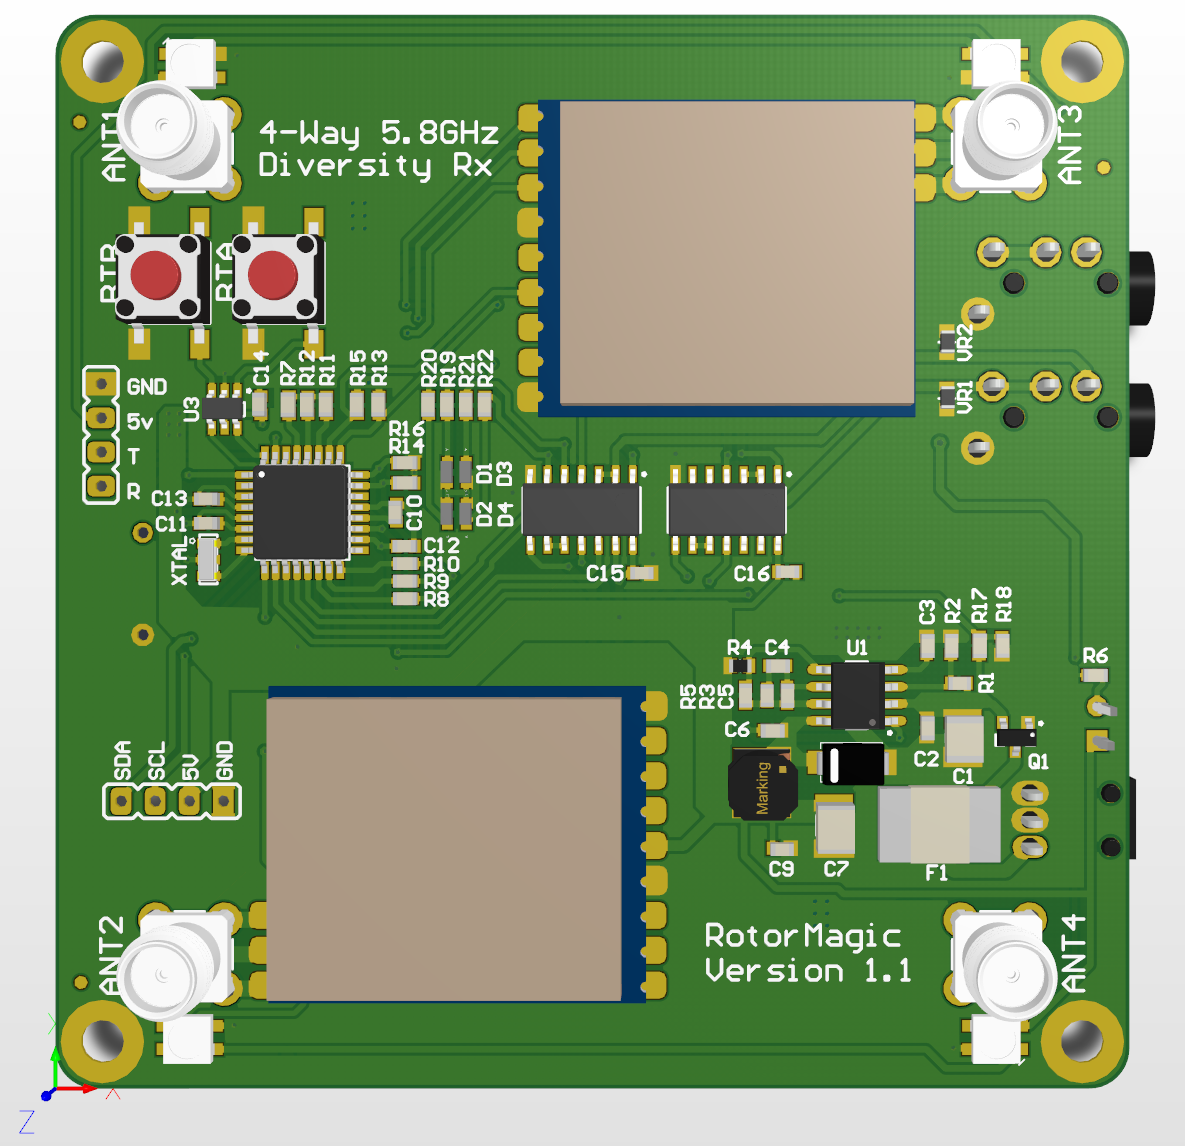 4-Way 5.8GHz
Diversity Rx
ANT1
ANT3
RTA
VR2
VR1
GND
5v
T
R
U3
C14
R7
R12
R11
R15
R13
R20
R19
R21
R22
R16
R14
D1
D3
D2
D4
C10
C13
C11
XTAL
C12
R10
R9
R8
C15
C16
C3
R2
R17
R18
R4
C4
U1
R6
R5
R3
C5
R1
C6
C2
C1
Q1
Marking
SDA
SCL
5V
GND
C9
C7
F1
ANT2
ANT4
RotorMagic
Version 1.1
X
Z